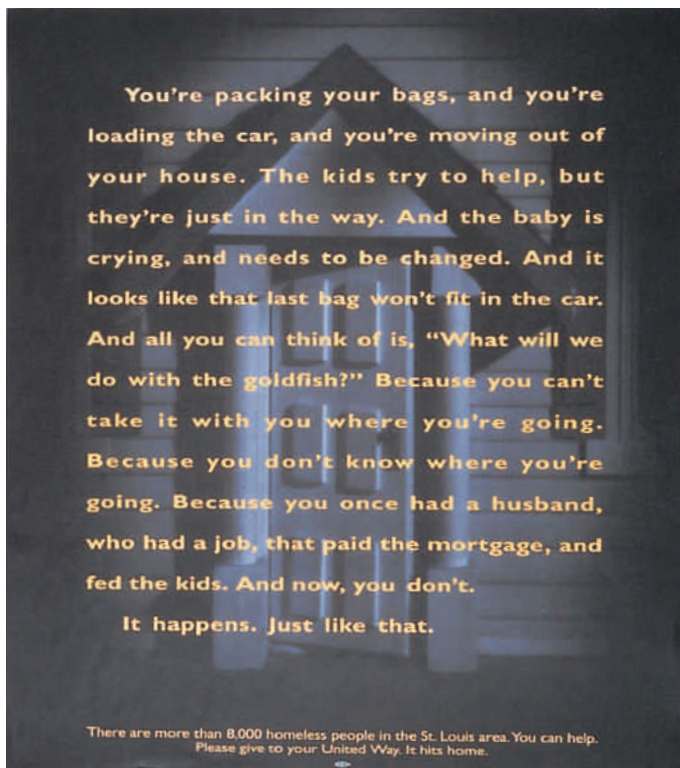 You're packing your bags, and you're
loading the car, and you're moving out of
your house. The kids try to help, but
they're just in the way. And the baby is
crying, and needs to be changed. And it
looks like that last bag won't fit in the car.
And all you can think of is, “What will we
do with the goldfish?” Because you can't
take it with you where you're going.
Because you don't know where you're
going. Because you once had a husband,
who had a job, that paid the mortgage, and
fed the kids. And now, you don't.
It happens. Just like that.
There are more than 8,000 homeless people in the St. Louis area. You can help.
Please give to your United Way. It hits home.